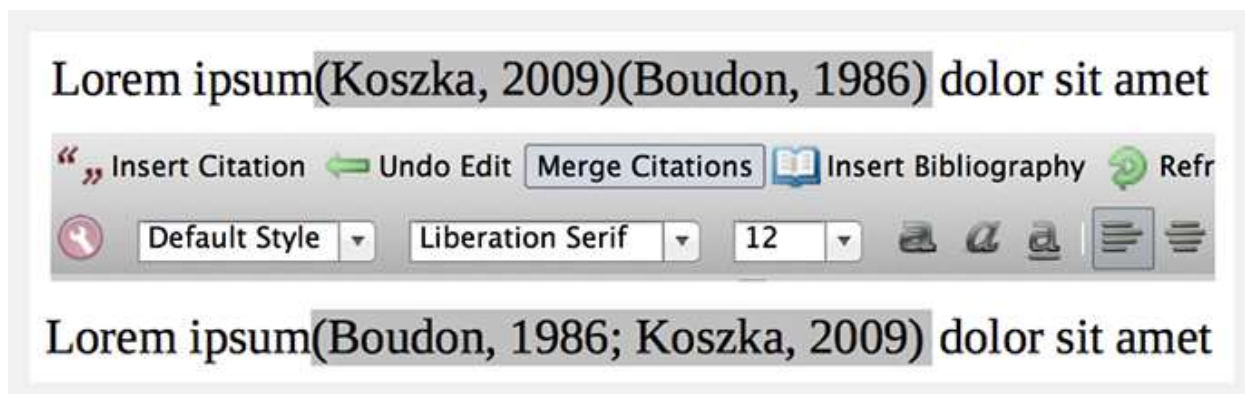 Lorem ipsum(Koszka, 2009)(Boudon, 1986) dolor sit amet
“ „ Insert Citation Undo Edit Merge Citations Insert Bibliography Refr
Default Style Liberation Serif 12 a a a
Lorem ipsum(Boudon, 1986; Koszka, 2009) dolor sit amet